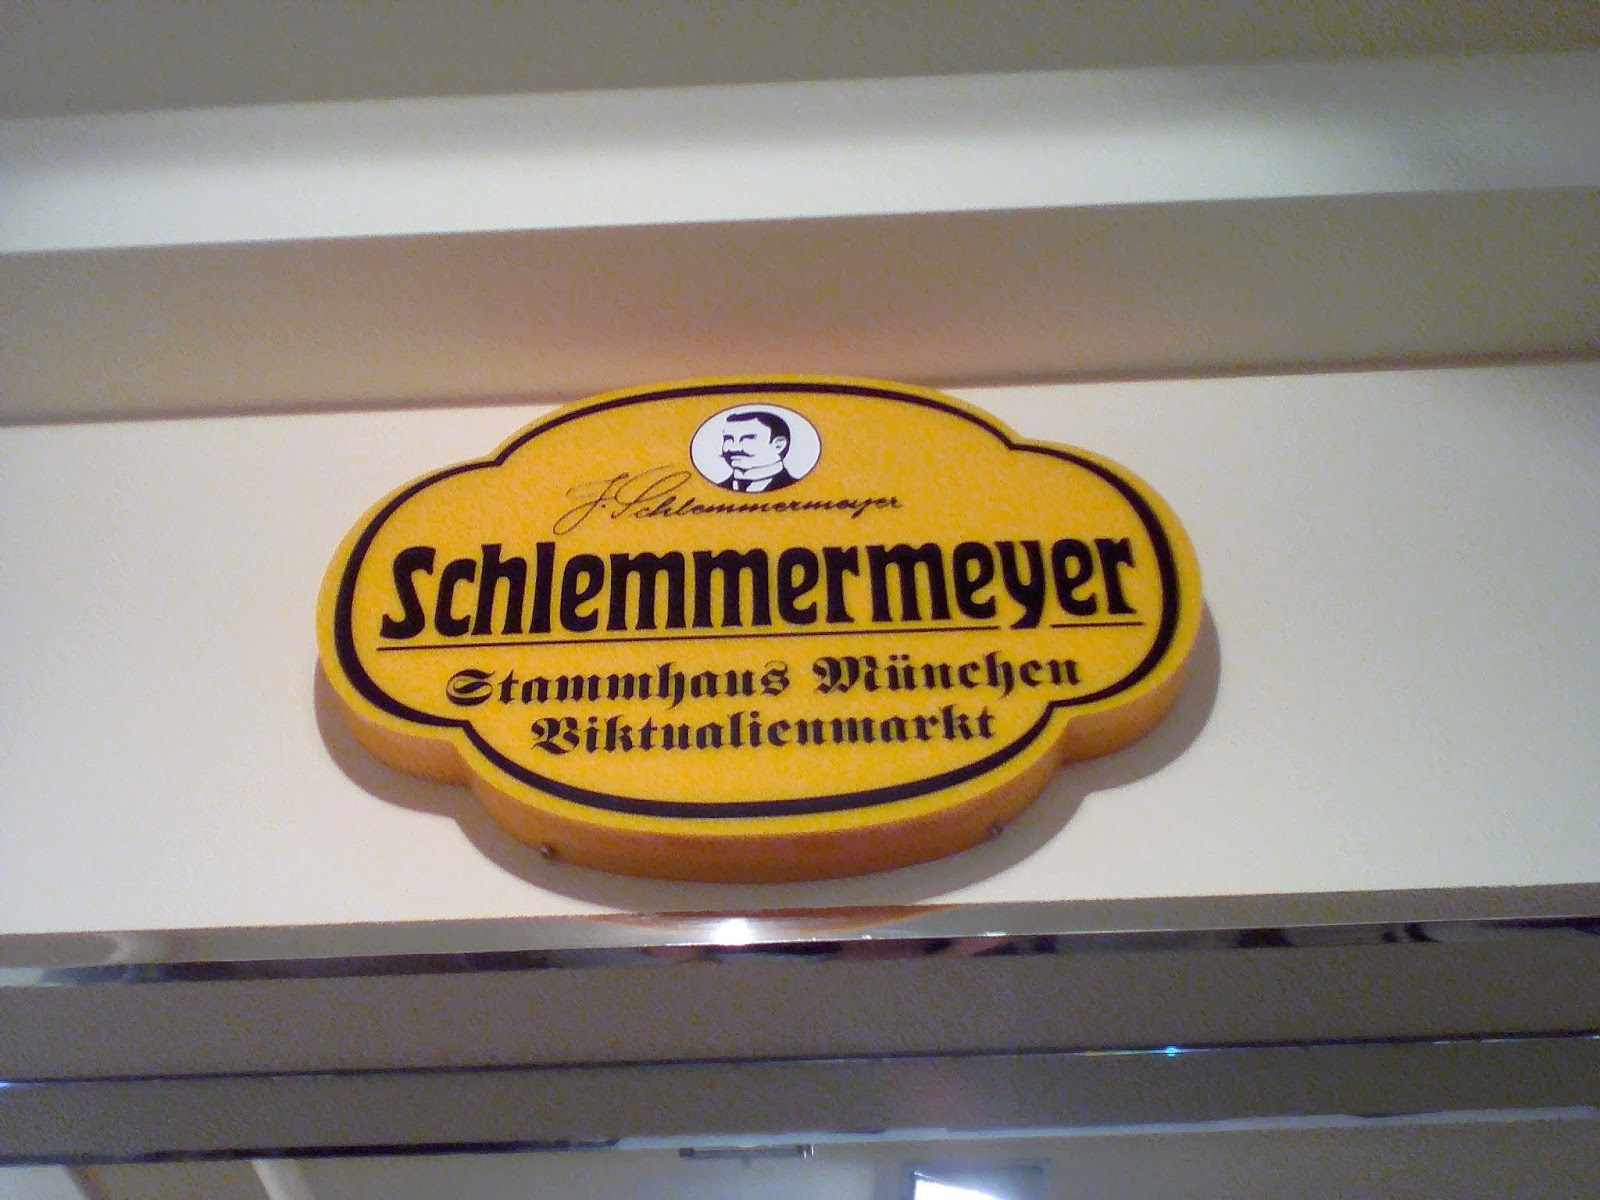 J. Schlemmermeyer
Schlemmermeyer
Stammhaus München
Viktualienmarkt